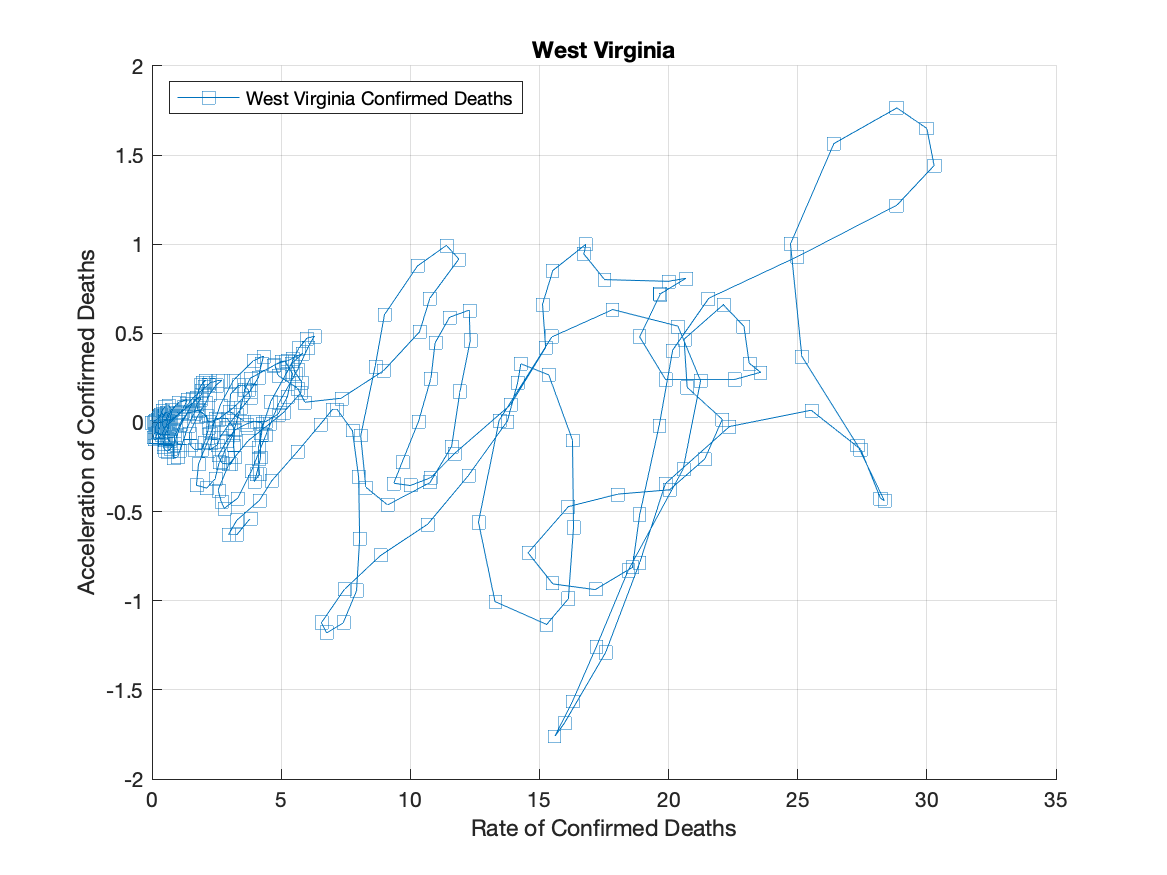 West Virginia
West Virginia Confirmed Deaths
2
1.5
1
0.5
0
-0.5
-1
-1.5
-2
Acceleration of Confirmed Deaths
0 5 10 15 20 25 30 35
Rate of Confirmed Deaths